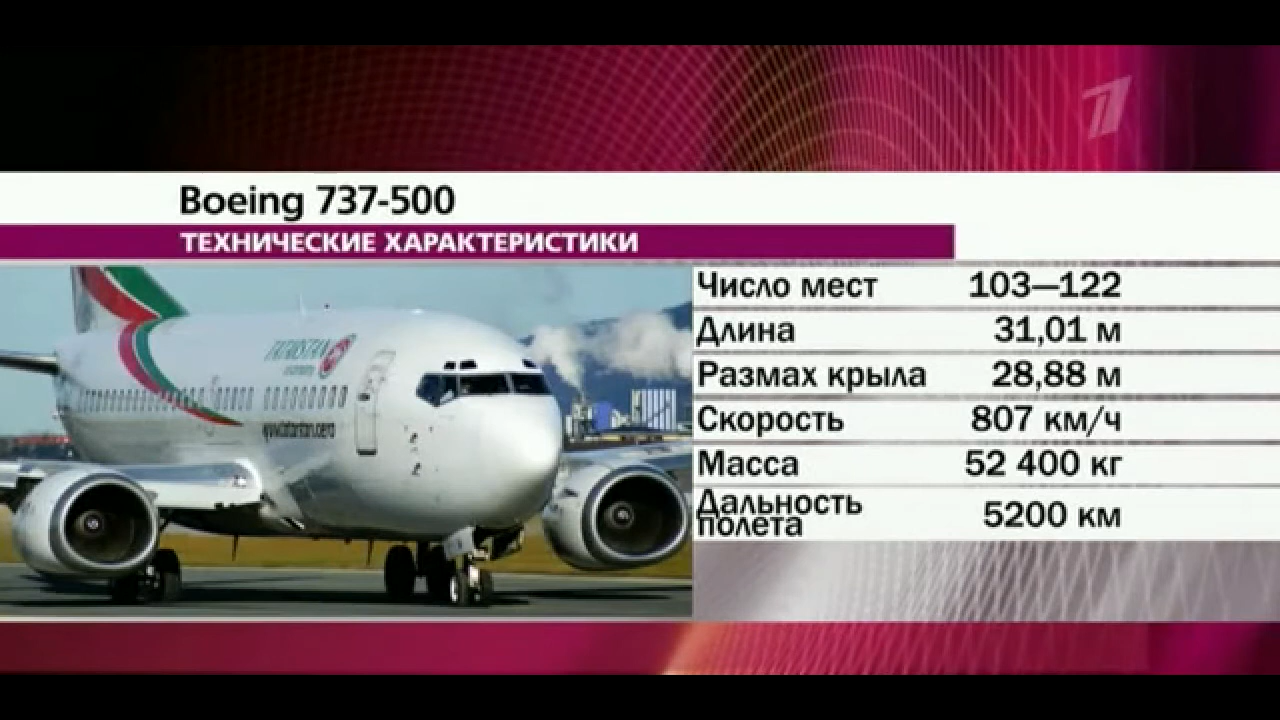 Boeing 737-500
ТЕХНИЧЕСКИЕ ХАРАКТЕРИСТИКИ
TATARSTAN
Число мест 103—122
Длина 31,01 м
Размах крыла 28,88 м
Скорость 807 км/ч
Масса 52 400 кг
Дальность
полета 5200 км